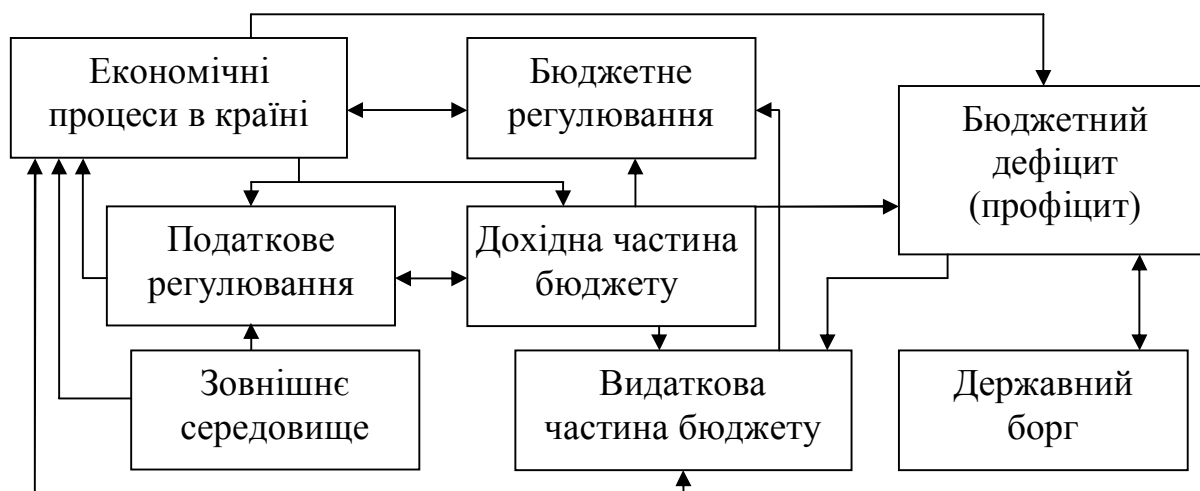 Економічні
процеси в країні
Бюджетне
регулювання
Бюджетний
дефіцит
(профіцит)
Податкове
регулювання
Дохідна частина
бюджету
Зовнішнє
середовище
Видаткова
частина бюджету
Державний
борг